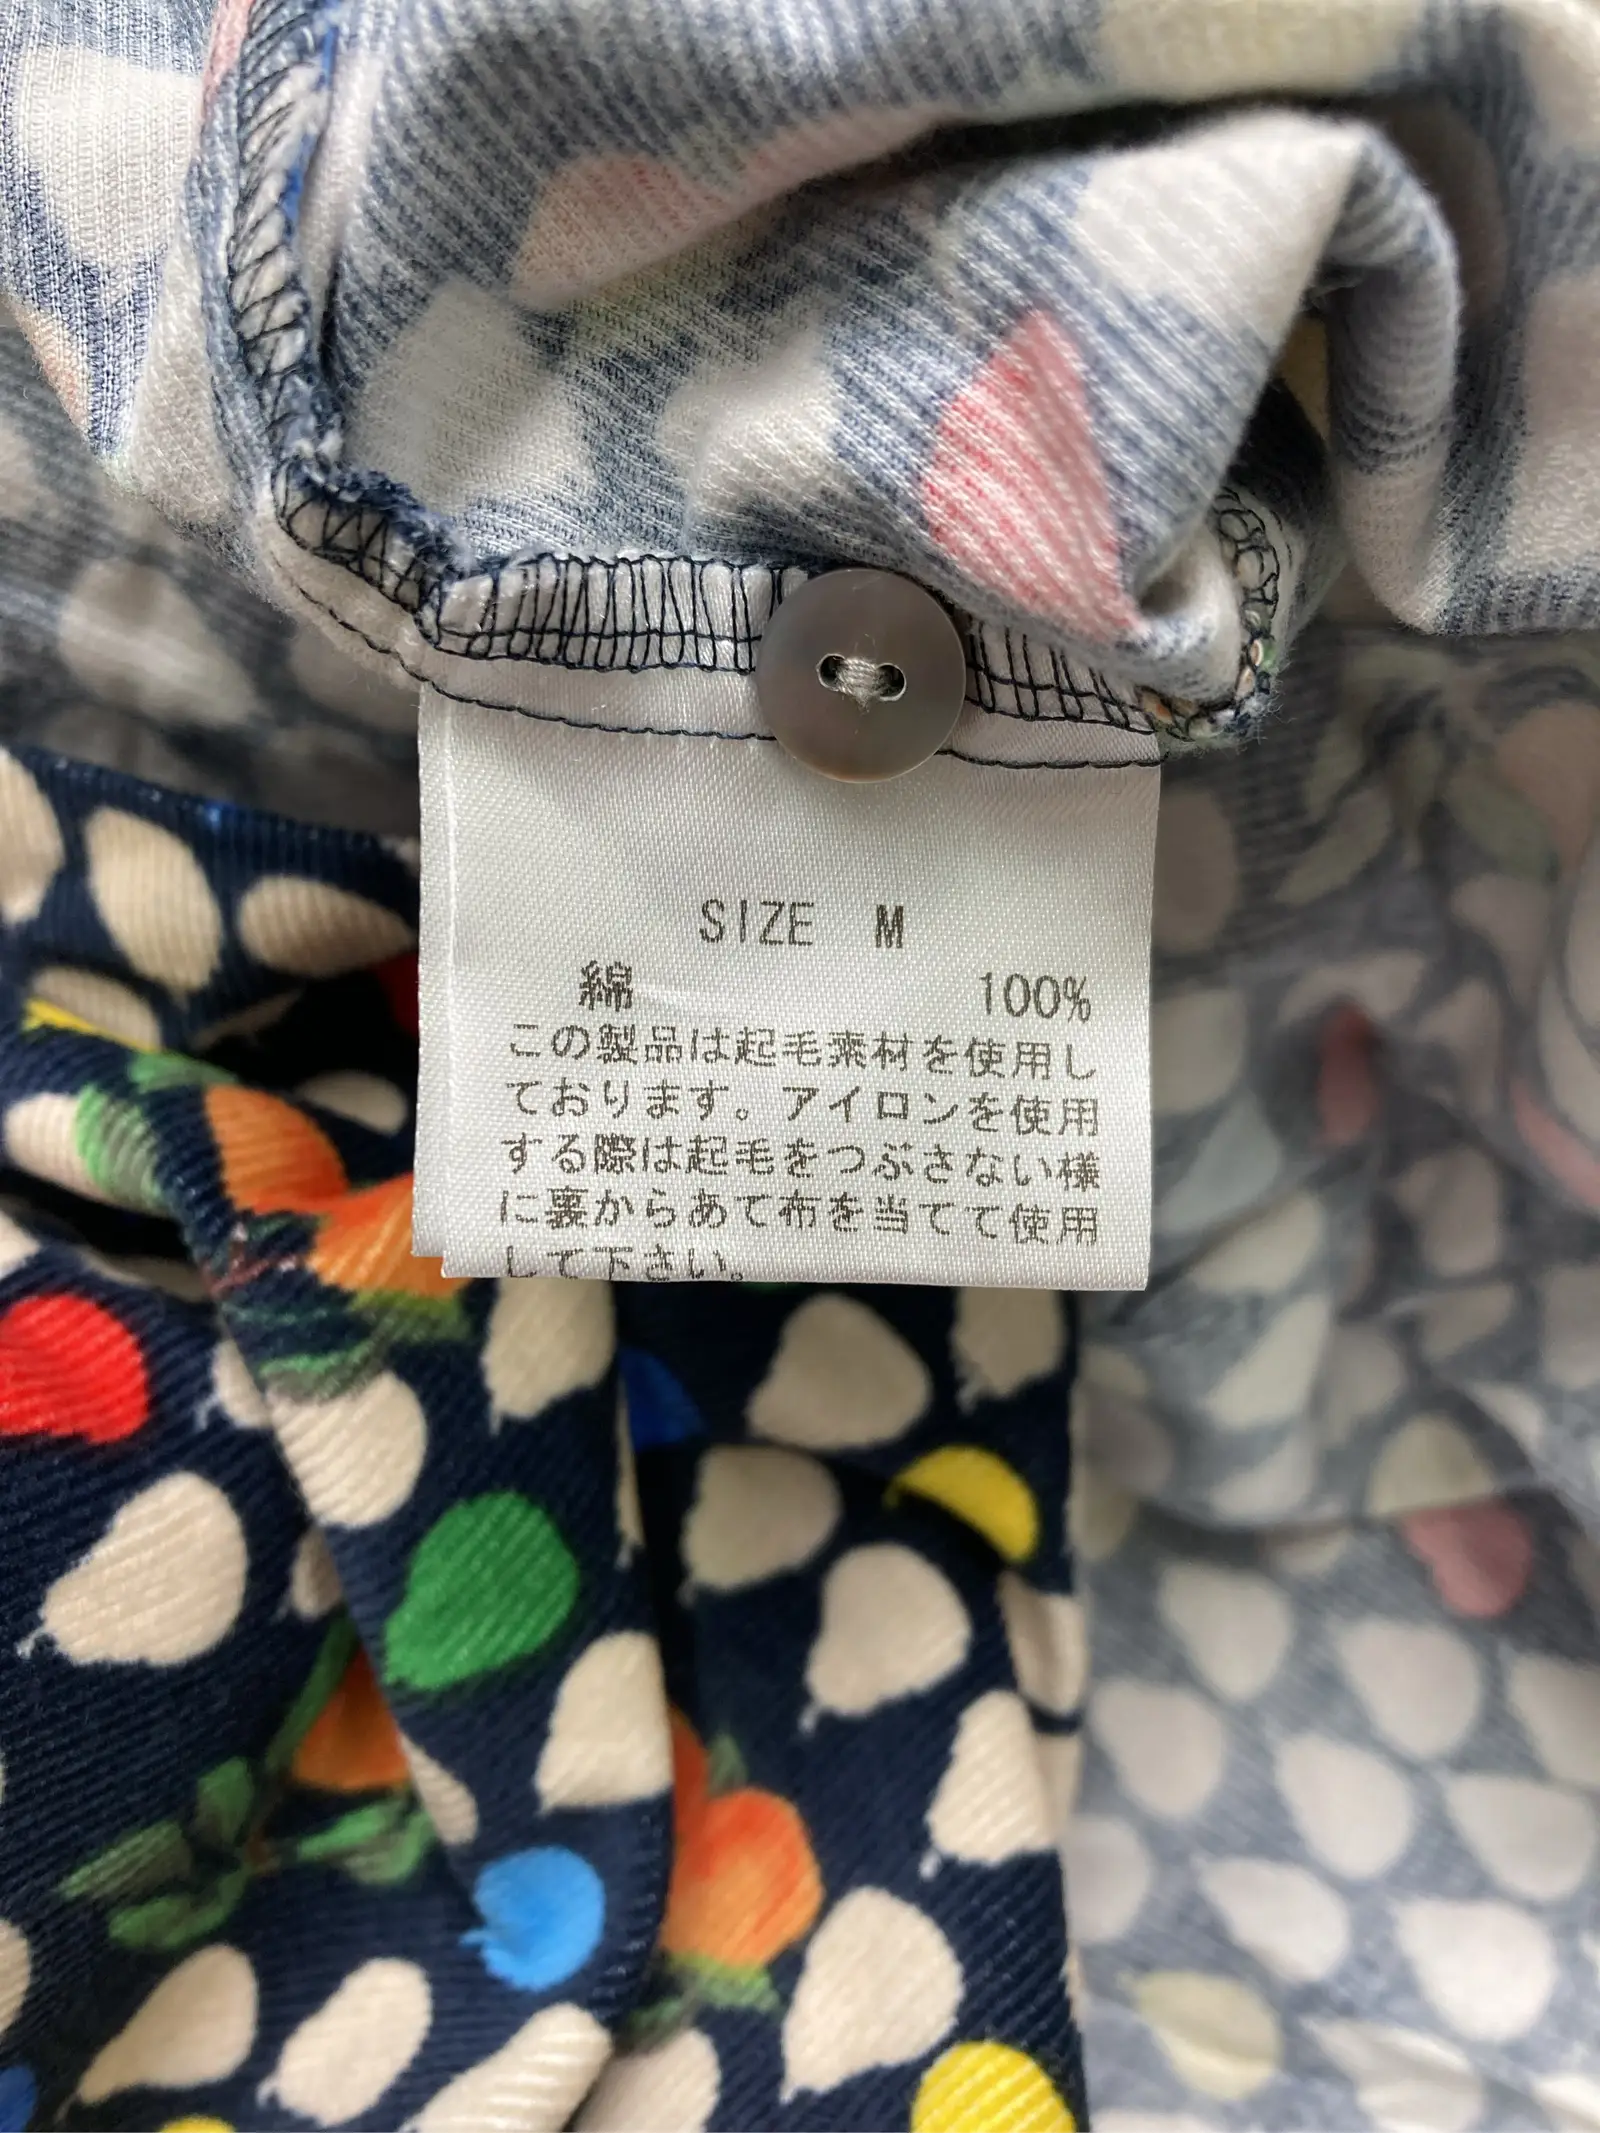 SIZE M
綿 100%
この製品は起毛素材を使用し
ております。アイロンを使用
する際は起毛をつぶさない様
に裏からあて布を当てて使用
して下さい。